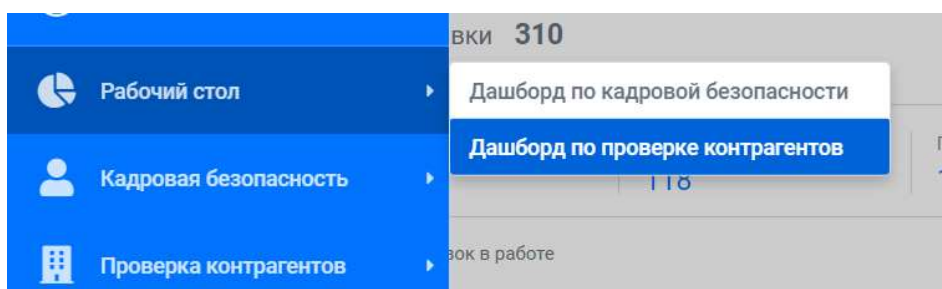 вки 310
Рабочий стол
Дашборд по кадровой безопасности
Дашборд по проверке контрагентов
118
Кадровая безопасность
зок в работе
Проверка контрагентов